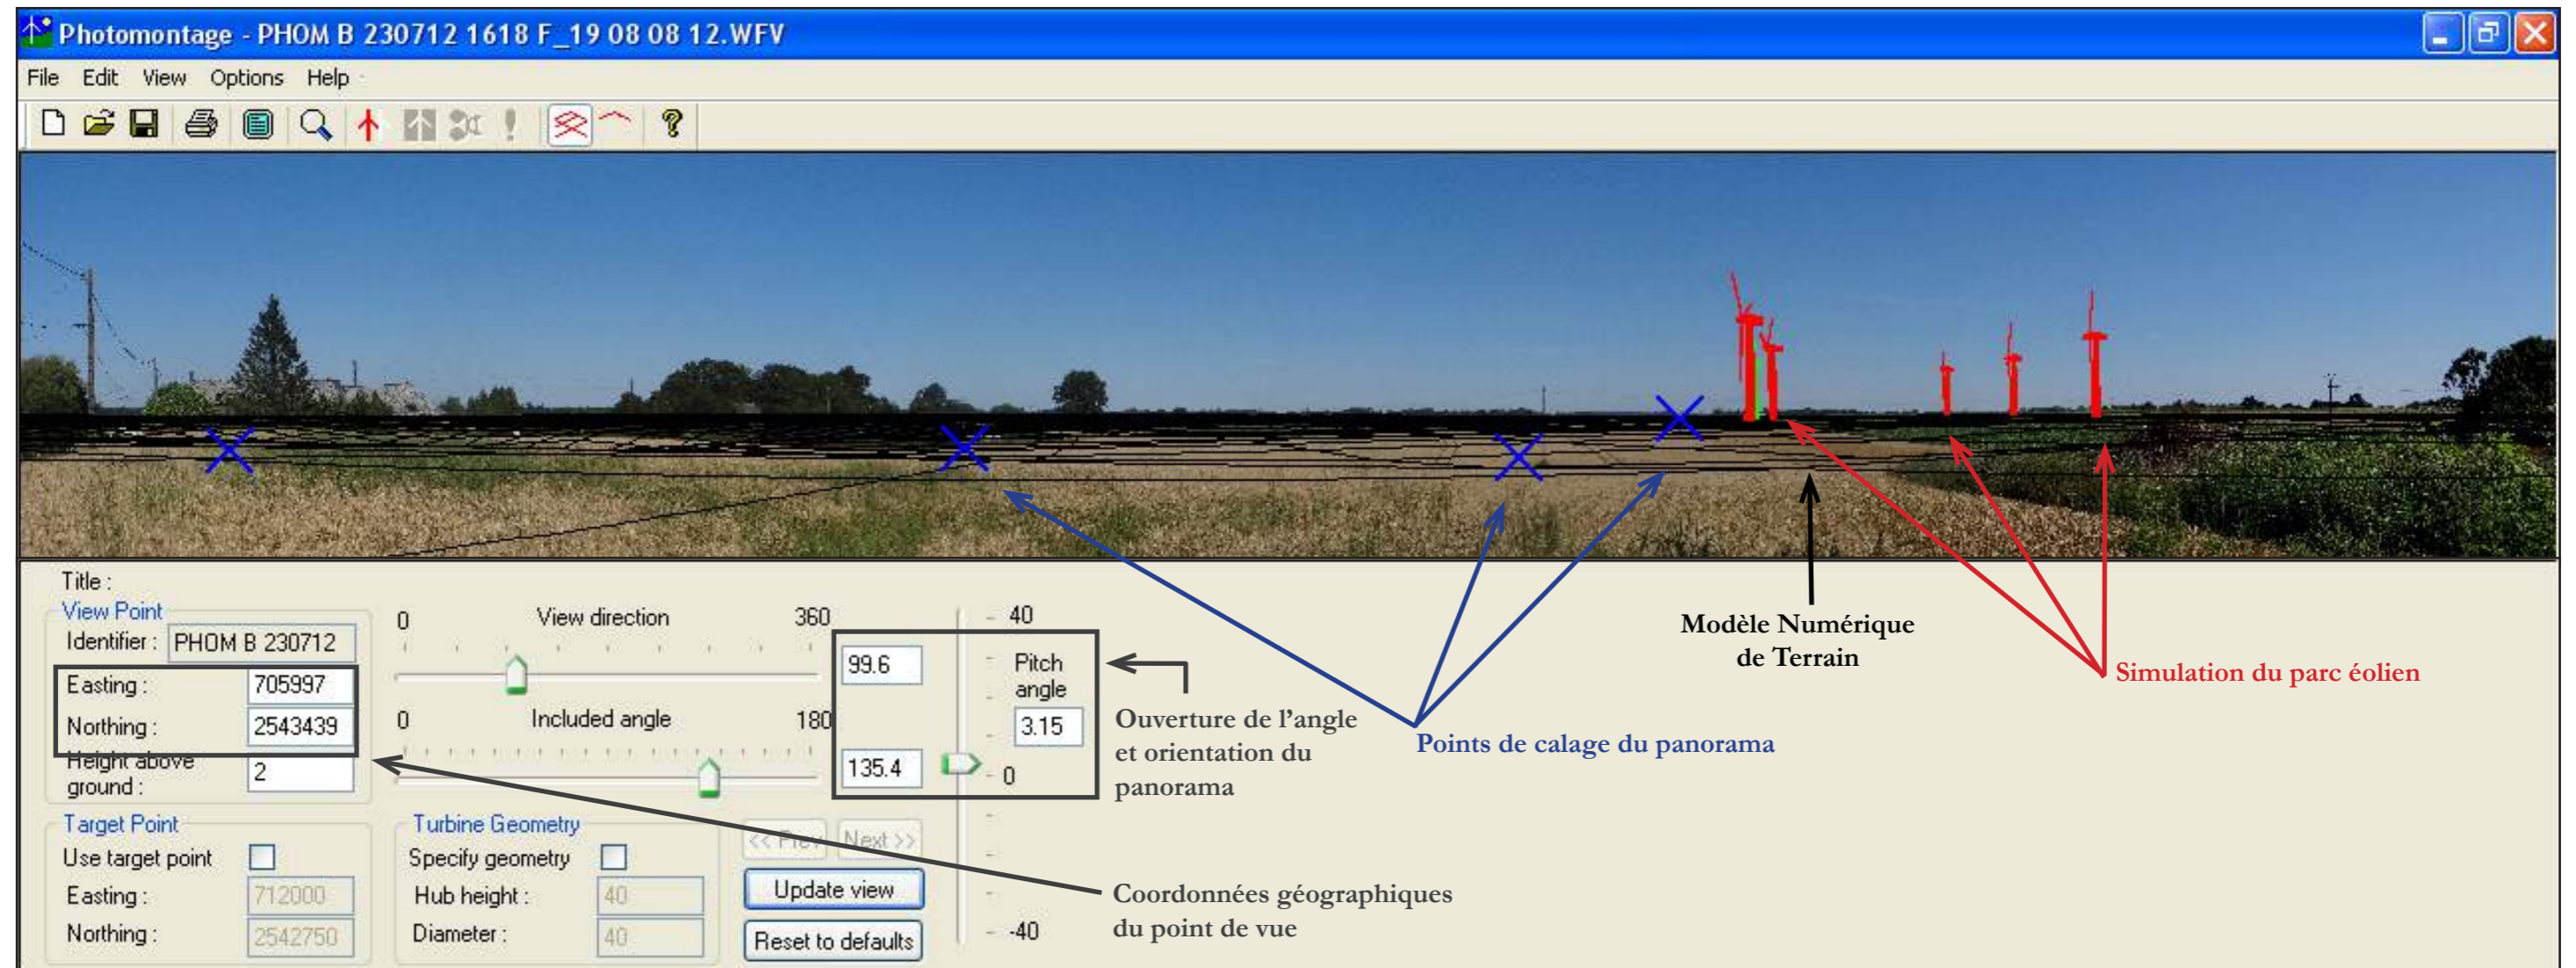 Photomontage - PHOM B 230712 1618 F_19 08 08 12.WFV
File Edit View Options Help
Title :
View Point
Identifier : PHOM B 230712
Easting : 705997
Northing : 2543439
Height above
ground : 2
0 View direction 360
99.6
0 Included angle 180
135.4
40
Pitch
angle
3.15
0
-40
Target Point
Use target point
Easting : 712000
Northing : 2542750
Turbine Geometry
Specify geometry
Hub height : 40
Diameter : 40
<< Prev Next >>
Update view
Reset to defaults
Ouverture de l’angle
et orientation du
panorama
Coordonnées géographiques
du point de vue
Points de calage du panorama
Modèle Numérique
de Terrain
Simulation du parc éolien